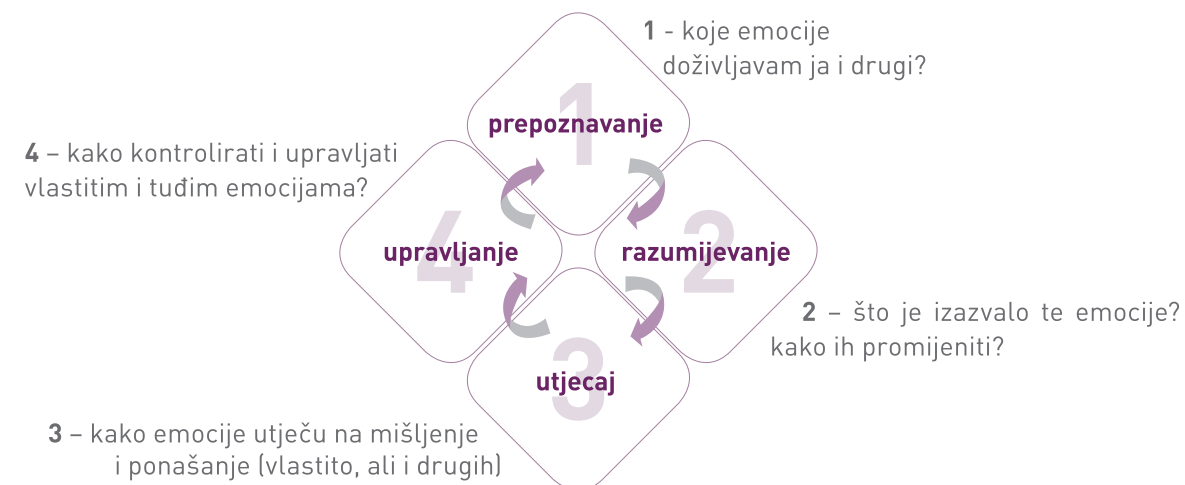 1 - koje emocije
doživljavam ja i drugi?
1
prepoznavanje
4 – kako kontrolirati i upravljati
vlastitim i tuđim emocijama?
4
upravljanje
2
razumijevanje
2 – što je izazvalo te emocije?
kako ih promijeniti?
3
utjecaj
3 – kako emocije utječu na mišljenje
i ponašanje (vlastito, ali i drugih)